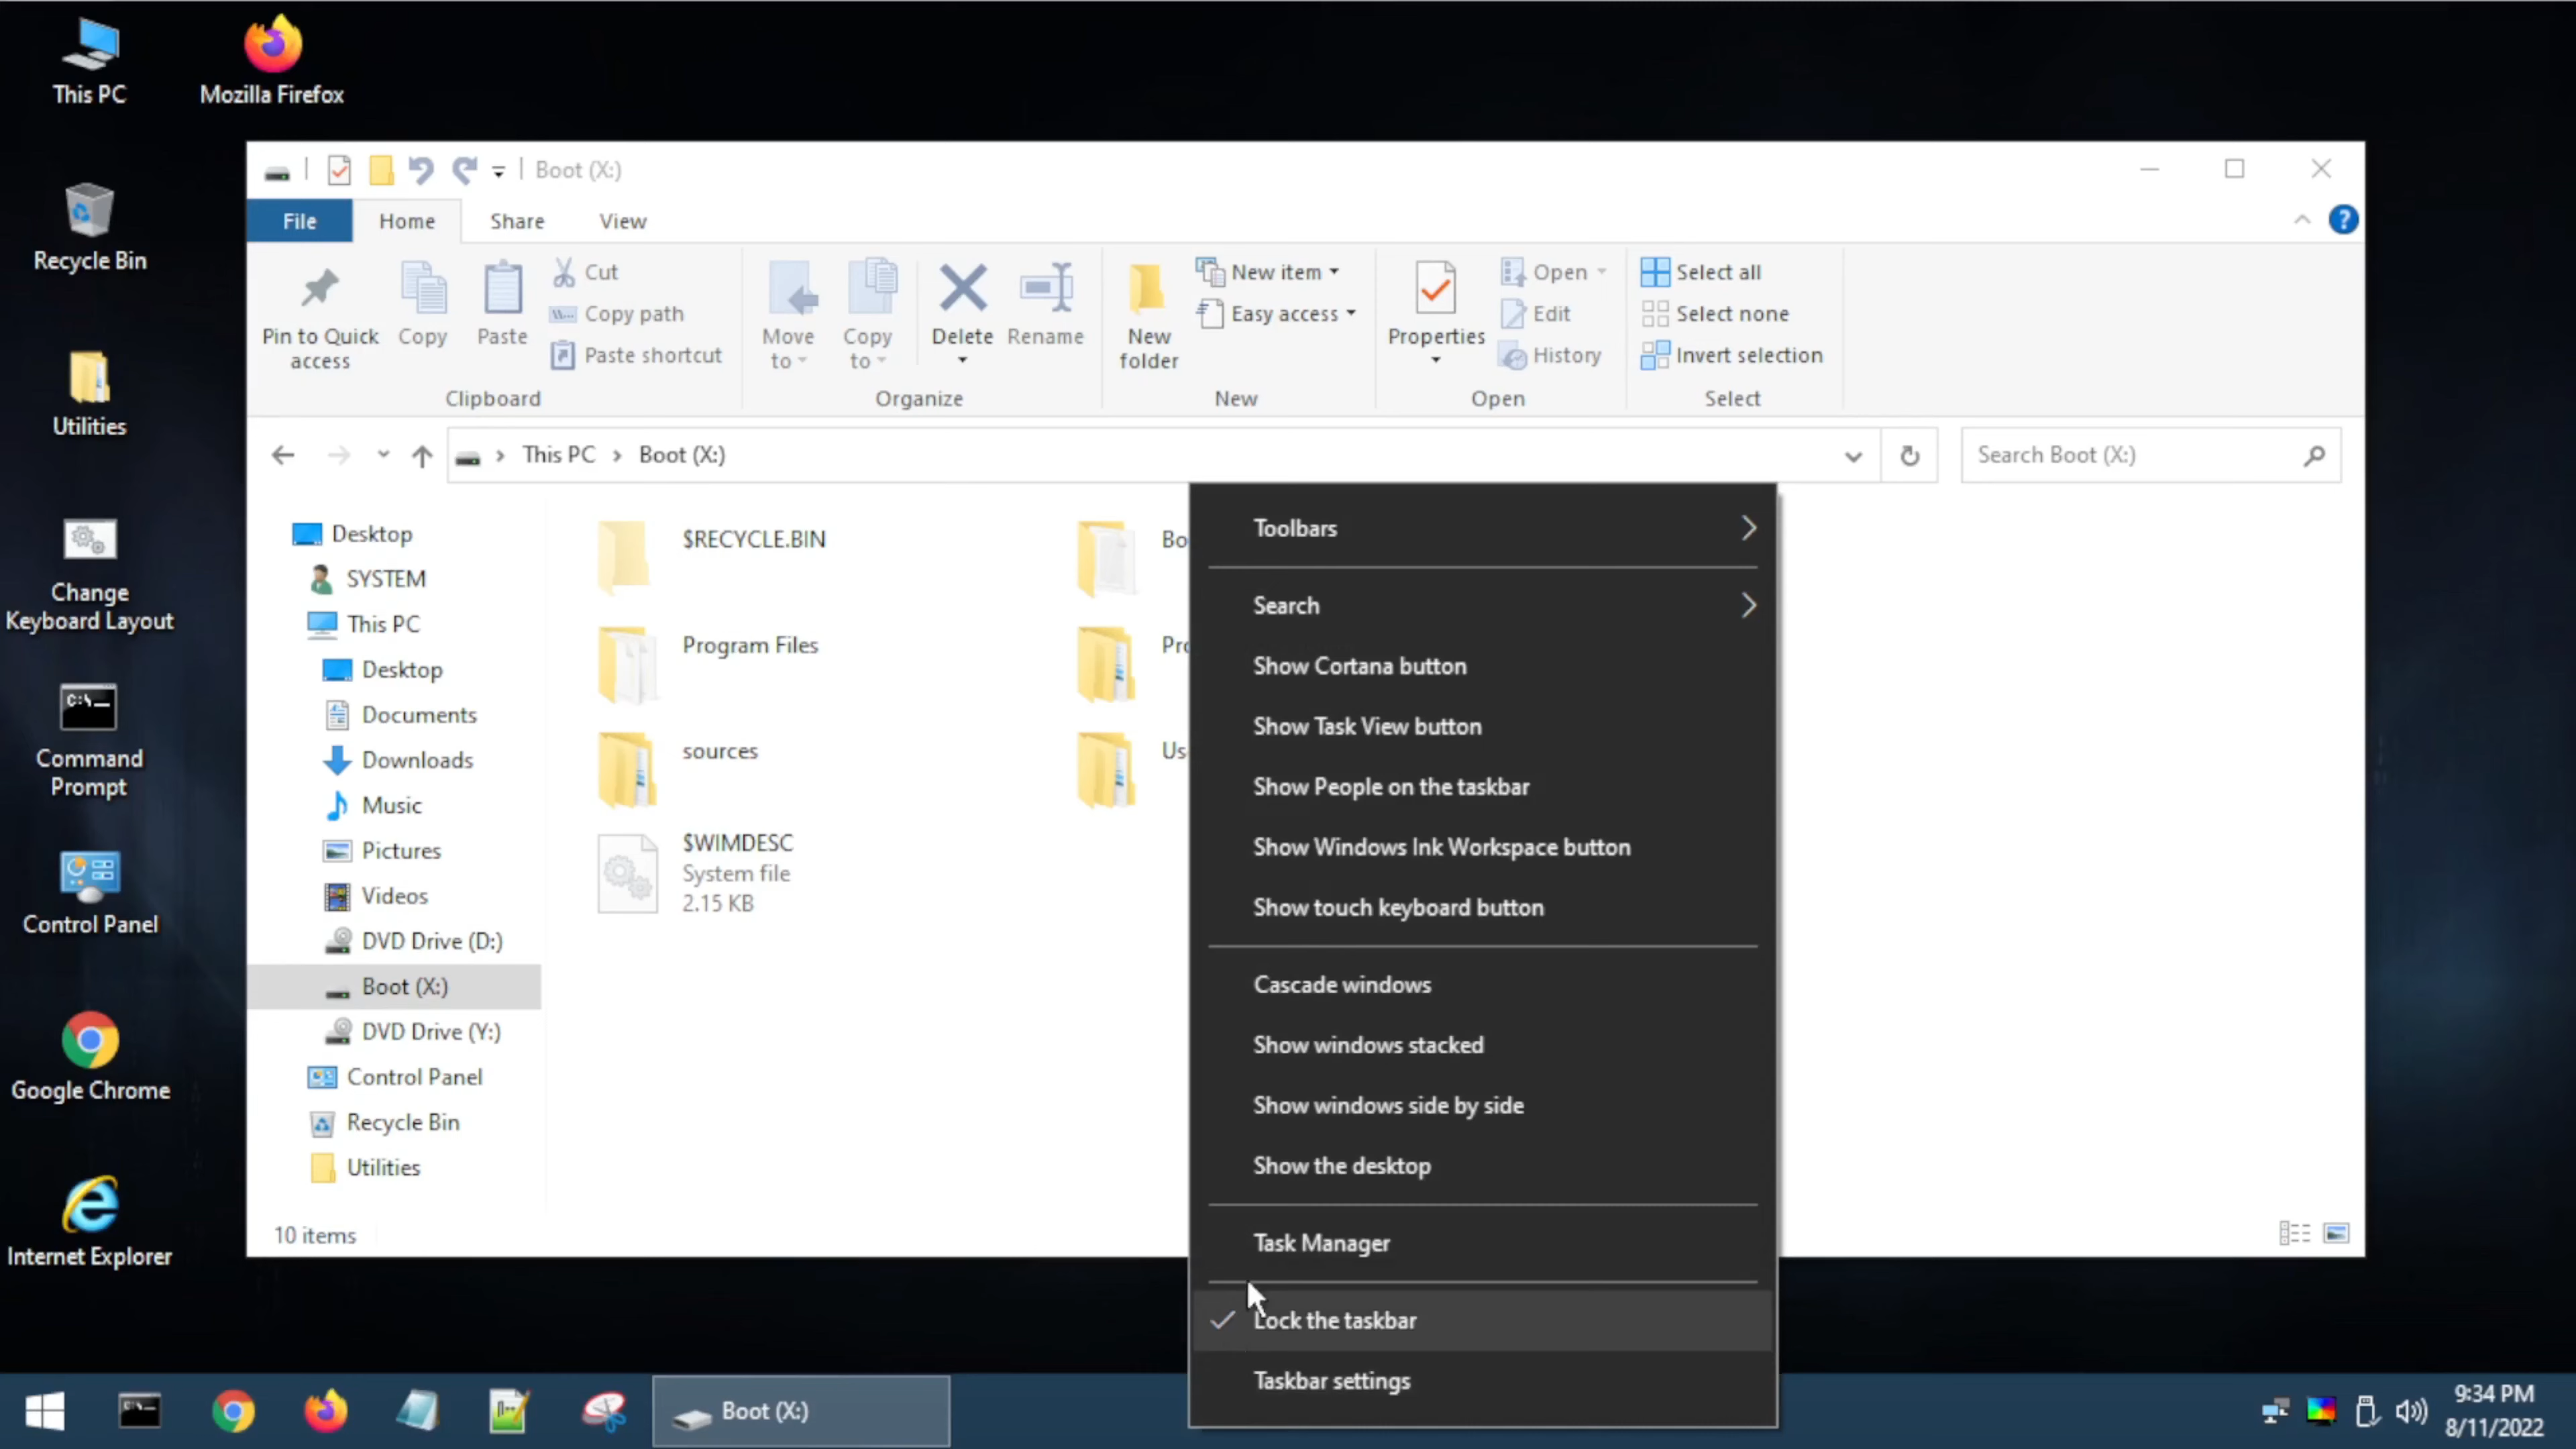 This PC
Mozilla Firefox
Recycle Bin
Utilities
Change
Keyboard Layout
C:\
Command
Prompt
Control Panel
Google Chrome
Internet Explorer
Boot (X:)
File
Home
Share
View
?
Pin to Quick
access
Copy
Paste
Cut
Copy path
Paste shortcut
Clipboard
Move
to
Copy
to
Delete
Rename
Organize
New
folder
New item
Easy access
New
Properties
Open
Edit
History
Open
Select all
Select none
Invert selection
Select
This PC > Boot (X:)
Search Boot (X:)
Desktop
SYSTEM
This PC
Desktop
Documents
Downloads
Music
Pictures
Videos
DVD Drive (D:)
Boot (X:)
DVD Drive (Y:)
Control Panel
Recycle Bin
Utilities
$RECYCLE.BIN
Program Files
sources
$WIMDESC
System file
2.15 KB
Bo
Pro
Us
10 items
Toolbars
Search
Show Cortana button
Show Task View button
Show People on the taskbar
Show Windows Ink Workspace button
Show touch keyboard button
Cascade windows
Show windows stacked
Show windows side by side
Show the desktop
Task Manager
Lock the taskbar
Taskbar settings
Boot (X:)
9:34 PM
8/11/2022